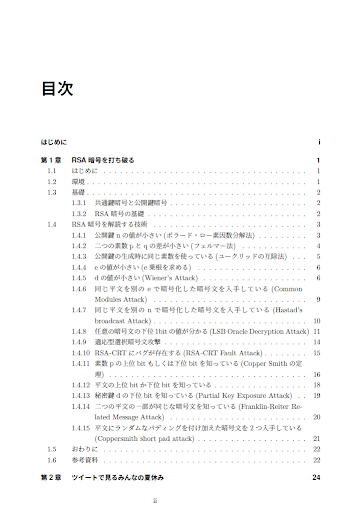 目次
はじめに i
第1章 RSA 暗号を打ち破る 1
1.1 はじめに . . . . . . . . . . . . . . . . . . . . 1
1.2 環境 . . . . . . . . . . . . . . . . . . . . 1
1.3 基礎 . . . . . . . . . . . . . . . . . . . . 2
1.3.1 共通鍵暗号と公開鍵暗号 . . . . . . . . . . 2
1.3.2 RSA 暗号の基礎 . . . . . . . . . . 2
1.4 RSA 暗号を解読する技術 . . . . . . . . . . 3
1.4.1 公開鍵 n の値が小さい (ポラード・ロー素因数分解法) . . . . . 3
1.4.2 二つの素数 p と q の差が小さい (フェルマー法) . . . . . 4
1.4.3 公開鍵の生成時に同じ素数を使っている (ユークリッドの互除法) . . . 5
1.4.4 e の値が小さい (e 乗根を求める) . . . . . 6
1.4.5 d の値が小さい (Wiener's Attack) . . . . . 6
1.4.6 同じ平文を別の e で暗号化した暗号文を入手している (Common
Modules Attack) . . . . . 9
1.4.7 同じ平文を別の n で暗号化した暗号文を入手している (Hastad's
broadcast Attack) . . . . . 10
1.4.8 任意の暗号文の下位 1bit の値が分かる (LSB Oracle Decryption Attack) 11
1.4.9 適応型選択暗号文攻撃 . . . . . 14
1.4.10 RSA-CRT にバグが存在する (RSA-CRT Fault Attack) . . . . . 15
1.4.11 素数 p の上位 bit もしくは下位 bit を知っている (Copper Smith の定
理) . . . . . 16
1.4.12 平文の上位 bit か下位 bit を知っている . . . . . 18
1.4.13 秘密鍵 d の下位 bit を知っている (Partial Key Exposure Attack) . . 19
1.4.14 二つの平文の一部が同じな暗号文を知っている (Franklin-Reiter Re-
lated Message Attack) . . . . . 20
1.4.15 平文にランダムなパディングを付け加えた暗号文を 2 つ入手している
(Coppersmith short pad attack) . . . . . 21
1.5 おわりに . . . . . 22
1.6 参考資料 . . . . . 22
第2章 ツイートで見るみんなの夏休み 24
ii